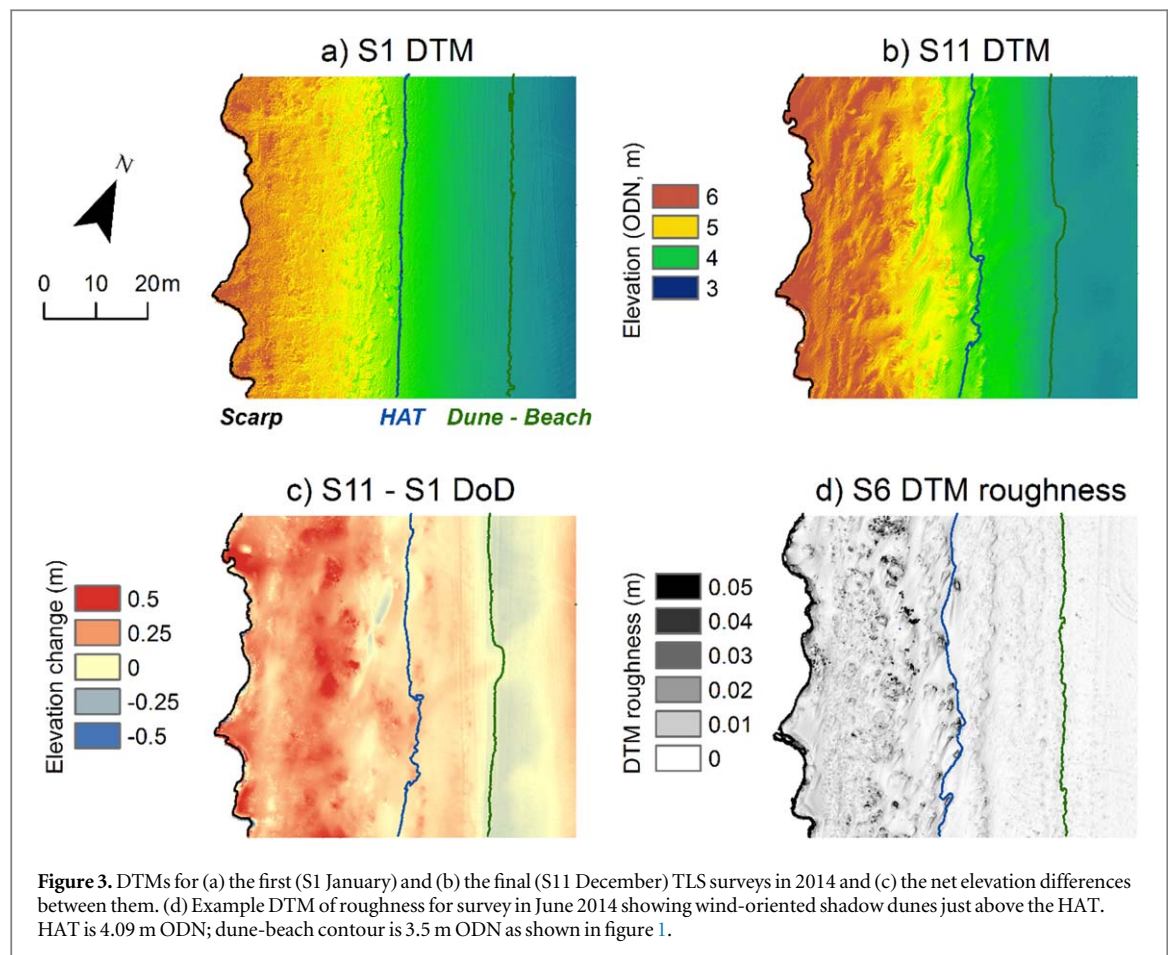 a) S1 DTM
b) S11 DTM
N
0 10 20m
Elevation (ODN, m)
6
5
4
3
Scarp HAT Dune - Beach
c) S11 - S1 DoD
d) S6 DTM roughness
Elevation change (m)
0.5
0.25
0
-0.25
-0.5
DTM roughness (m)
0.05
0.04
0.03
0.02
0.01
0
Figure 3. DTMs for (a) the first (S1 January) and (b) the final (S11 December) TLS surveys in 2014 and (c) the net elevation differences
between them. (d) Example DTM of roughness for survey in June 2014 showing wind-oriented shadow dunes just above the HAT.
HAT is 4.09 m ODN; dune-beach contour is 3.5 m ODN as shown in figure 1.